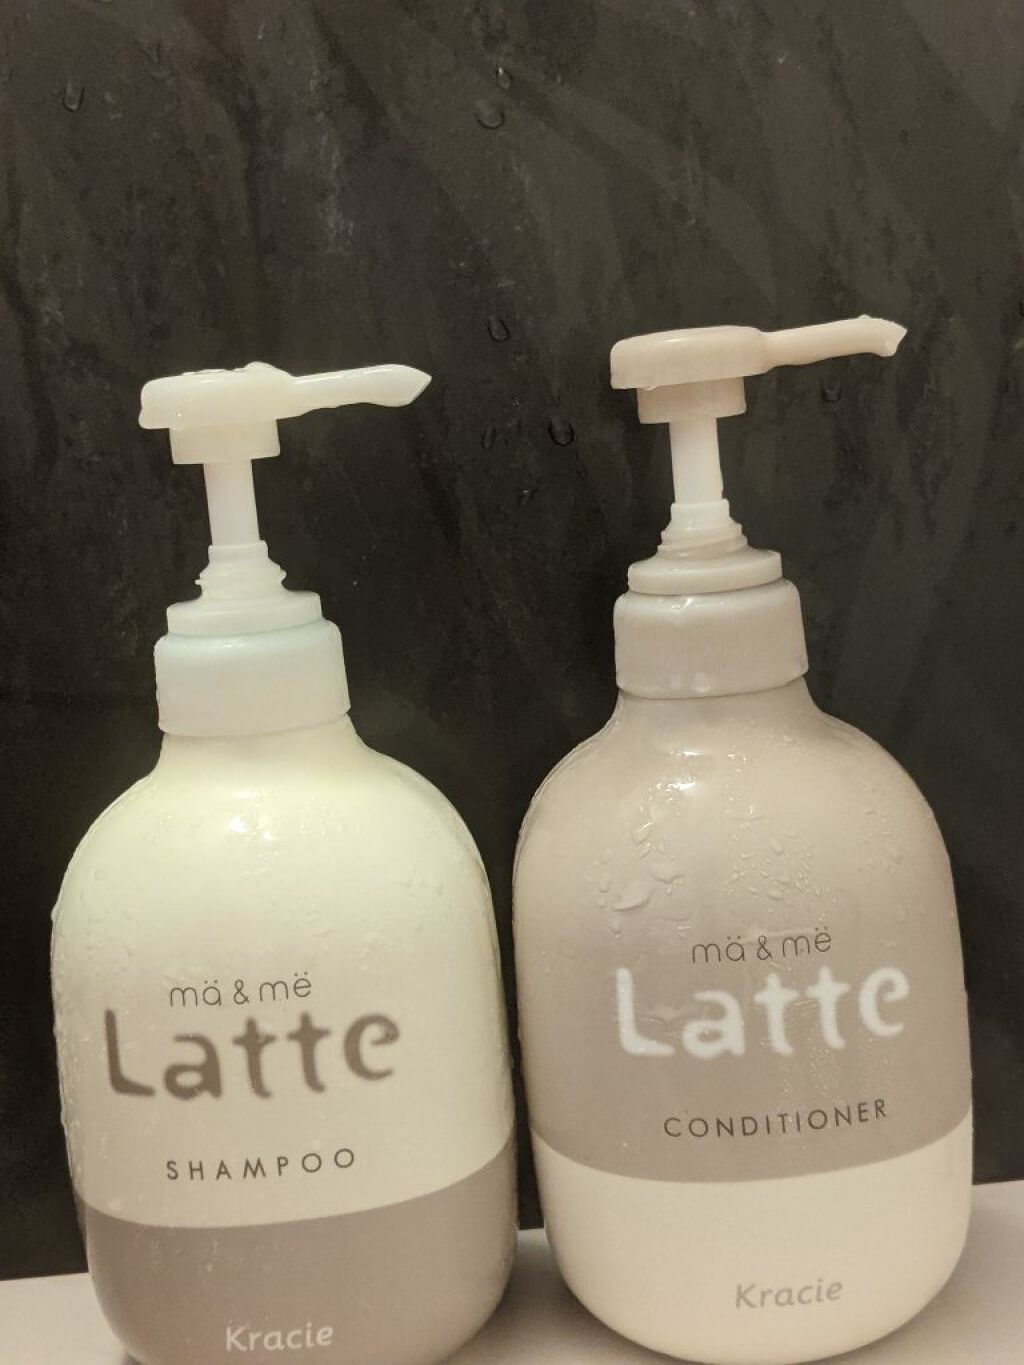 mä & më
Latte
SHAMPOO
Kracie
mä & më
Latte
CONDITIONER
Kracie